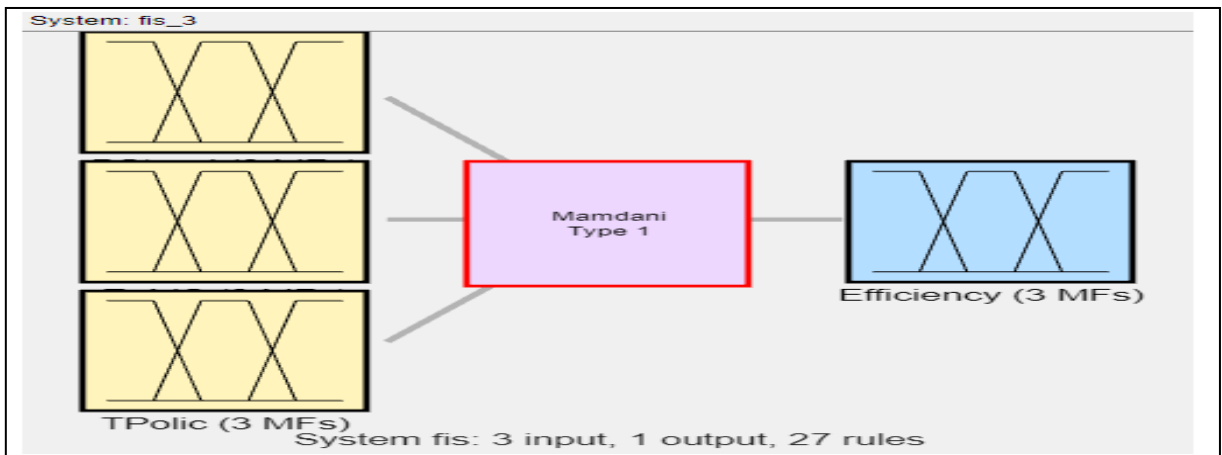 System: fis_3
Mamdani
Type 1
Efficiency (3 MFs)
TPolic (3 MFs)
System fis: 3 input, 1 output, 27 rules